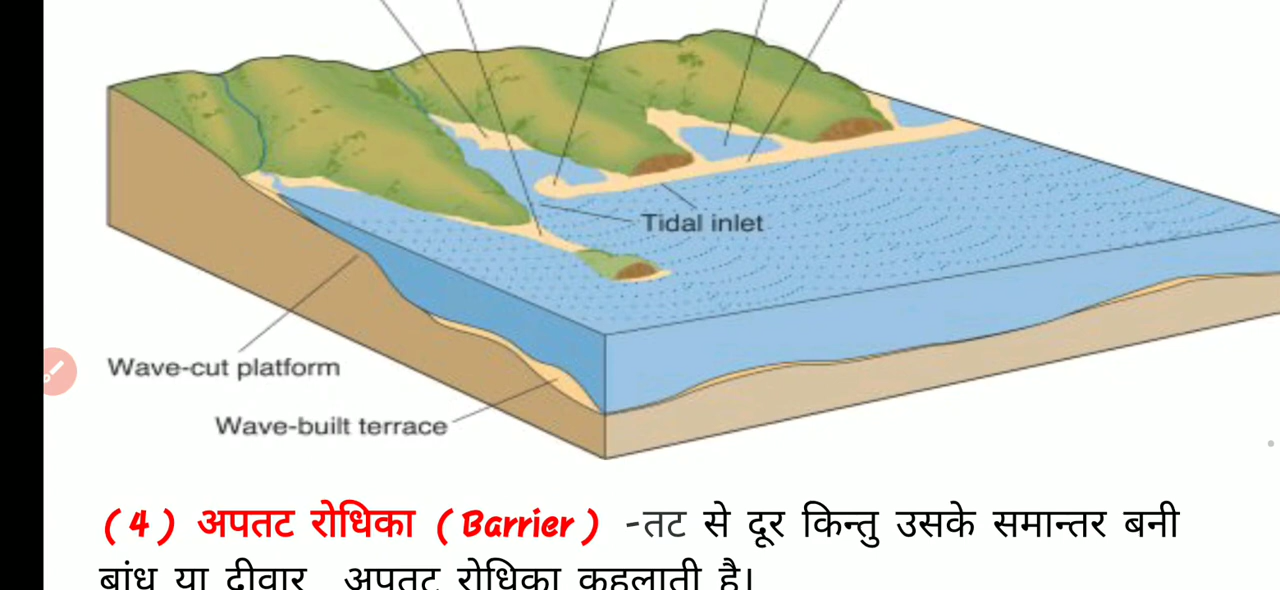 Tidal inlet
Wave-cut platform
Wave-built terrace
(4) अपतट रोधिका (Barrier) -तट से दूर किन्तु उसके समान्तर बनी
बांध या दीवार अपतट रोधिका कहलाती है।